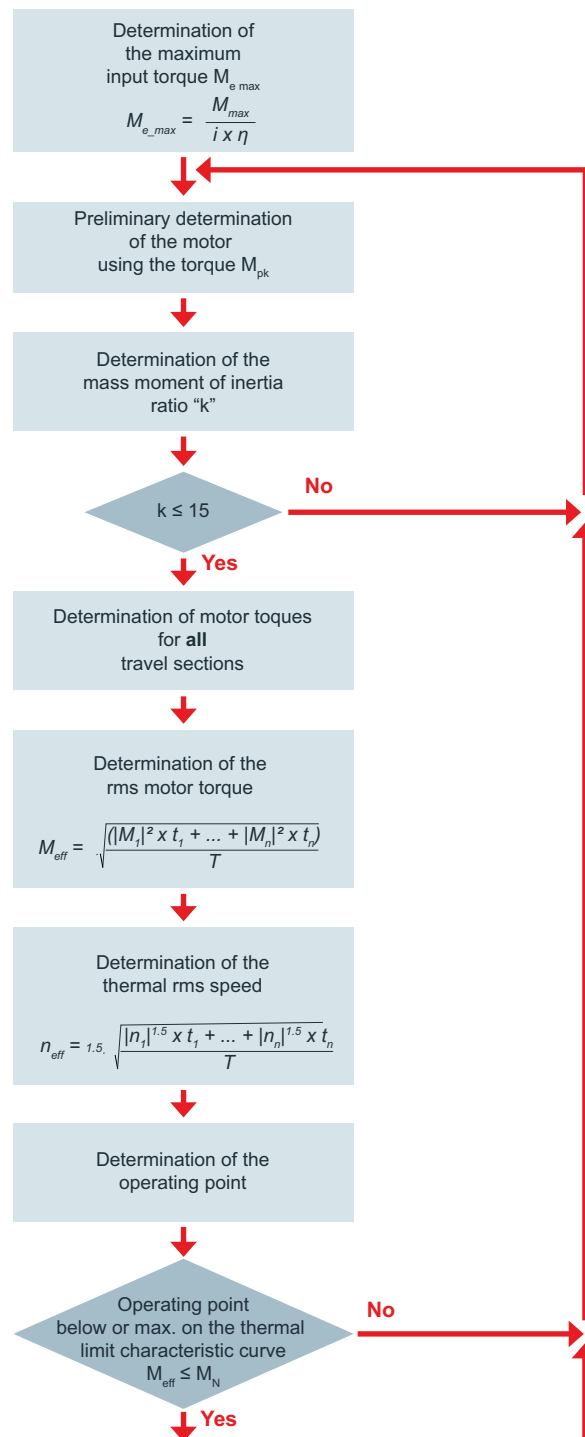 Determination of
the maximum
input torque M_e max
M_e_max = M_max / i x η
Preliminary determination
of the motor
using the torque M_pk
Determination of the
mass moment of inertia
ratio “k”
k ≤ 15
No
Yes
Determination of motor toques
for all
travel sections
Determination of the
rms motor torque
M_eff = √((|M_1|² x t_1 + ... + |M_n|² x t_n) / T)
Determination of the
thermal rms speed
n_eff = 1.5. √(|n_1|^1.5 x t_1 + ... + |n_n|^1.5 x t_n / T)
Determination of the
operating point
Operating point
below or max. on the thermal
limit characteristic curve
M_eff ≤ M_N
No
Yes